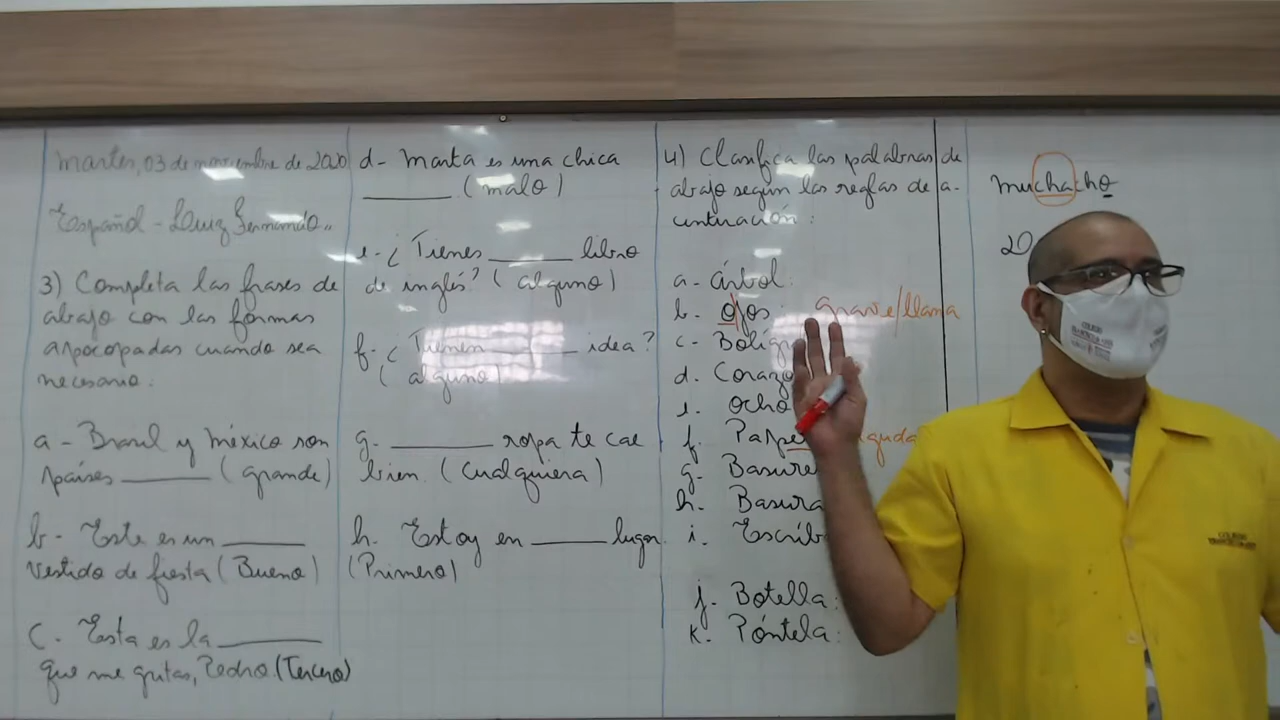 Martes, 03 de noviembre de 2020
Español - Luiz Fernando
3) Completa las frases de
abajo con las formas
apocopadas cuando sea
necesario:
a - Brasil y México son
países ______ (grande)
b - Este es un ______
vestido de fiesta (Bueno)
c - Esta es la ______
que me gritas, Pedro (Tercero)
d - Marta es una chica
______ (malo)
e - ¿Tienes ______ libro
de inglés? (alguno)
f - ¿Tienen ______ idea?
(alguno)
g. ______ ropa te cae
bien (Cualquiera)
h. Estoy en ______ lugar
(Primero)
4) Clasifica las palabras de
abajo según las reglas de a-
centuación:
a - árbol:
b. ojos: Grave/llana
c - Bolíg
d. Corazo
e. Ocho
f. Pape aguda
g. Basure
h. Basura
i. Escrib
j. Botella:
k. Póntela:
muchacho
COLEGIO